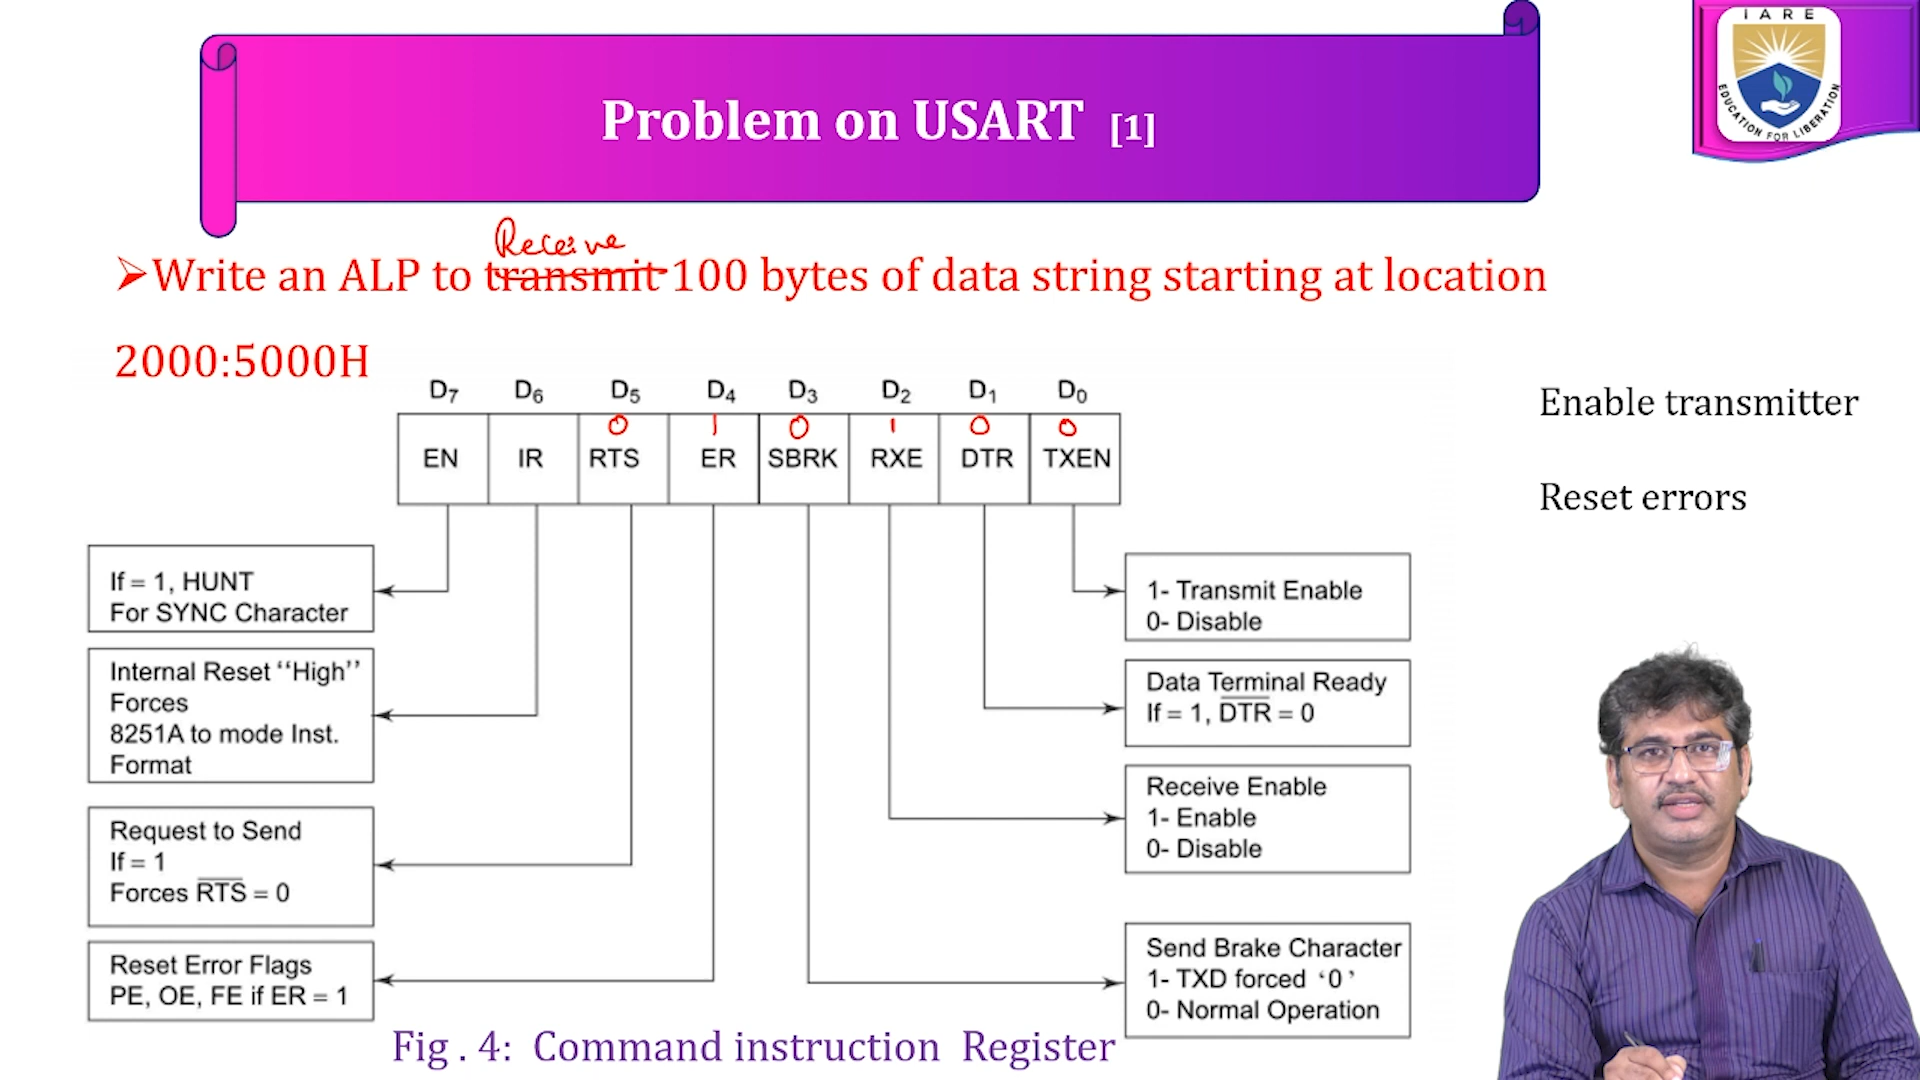 I A R E
EDUCATION FOR LIBERATION
Problem on USART [1]
Receive
➢Write an ALP to transmit 100 bytes of data string starting at location
2000:5000H
D7 D6 D5 D4 D3 D2 D1 D0
0 1 0 1 0 0
EN IR RTS ER SBRK RXE DTR TXEN
Enable transmitter
Reset errors
If = 1, HUNT
For SYNC Character
Internal Reset ‘‘High’’
Forces
8251A to mode Inst.
Format
Request to Send
If = 1
Forces R̅T̅S̅ = 0
Reset Error Flags
PE, OE, FE if ER = 1
1- Transmit Enable
0- Disable
Data Terminal Ready
If = 1, D̅T̅R̅ = 0
Receive Enable
1- Enable
0- Disable
Send Brake Character
1- TXD forced ‘0’
0- Normal Operation
Fig . 4: Command instruction Register